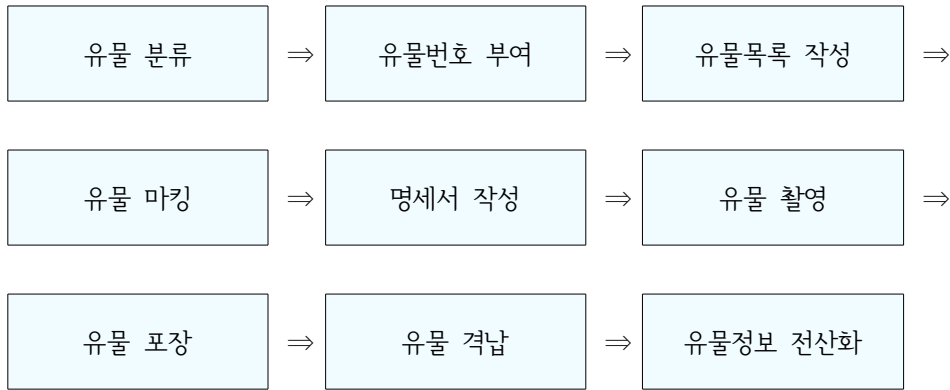 유물 분류 ⇒ 유물번호 부여 ⇒ 유물목록 작성 ⇒
유물 마킹 ⇒ 명세서 작성 ⇒ 유물 촬영 ⇒
유물 포장 ⇒ 유물 격납 ⇒ 유물정보 전산화